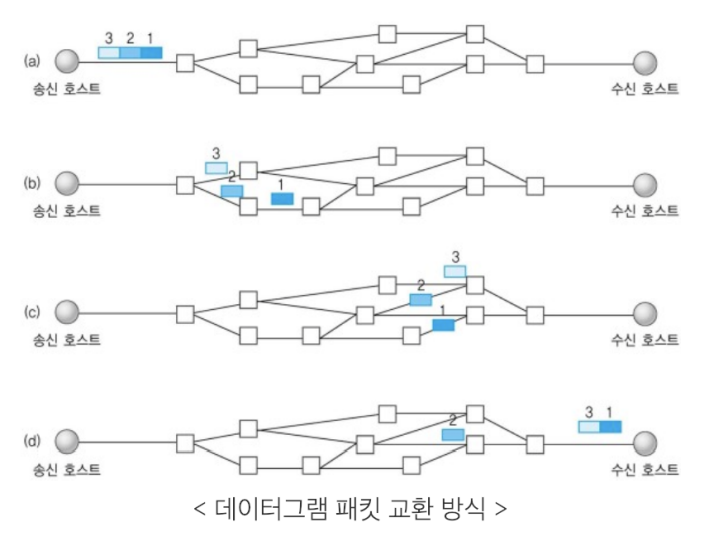 3 2 1
(a)
송신 호스트 수신 호스트
3
(b) 2 1
송신 호스트 수신 호스트
3
2
(c) 1
송신 호스트 수신 호스트
2 3 1
(d)
송신 호스트 수신 호스트
< 데이터그램 패킷 교환 방식 >